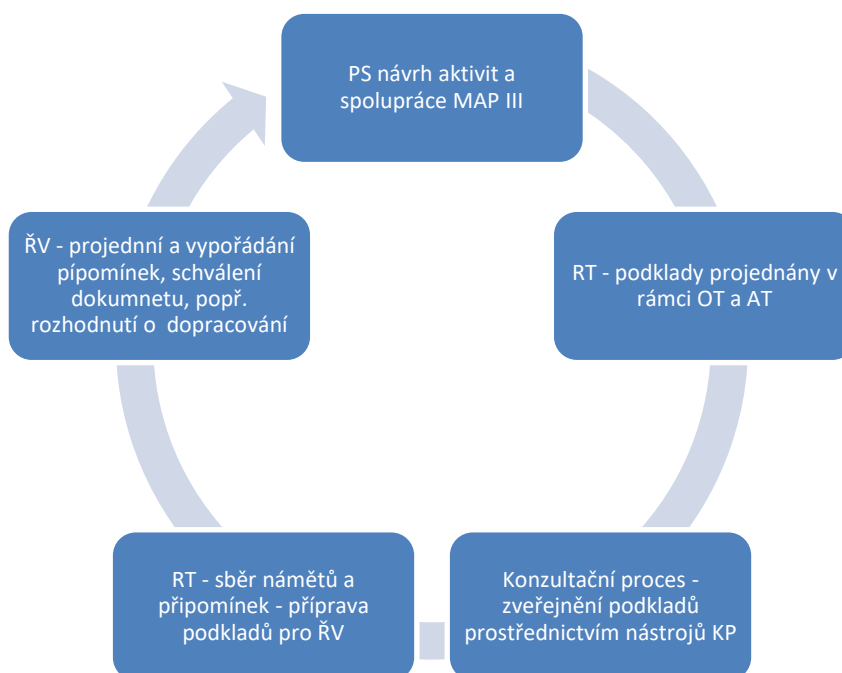 PS návrh aktivit a
spolupráce MAP III
RT - podklady projednány v
rámci OT a AT
Konzultační proces -
zveřejnění podkladů
prostřednictvím nástrojů KP
RT - sběr námětů a
připomínek - příprava
podkladů pro ŘV
ŘV - projednní a vypořádání
pípomínek, schválení
dokumnetu, popř.
rozhodnutí o  dopracování